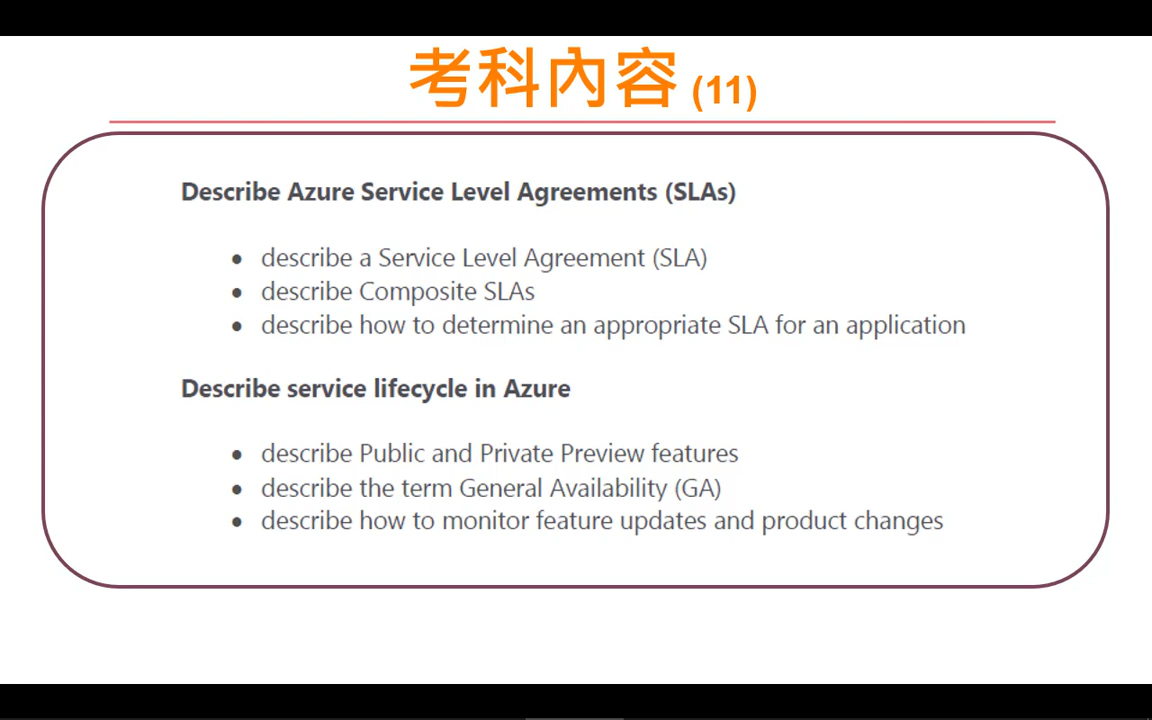 考科內容 (11)
Describe Azure Service Level Agreements (SLAs)
• describe a Service Level Agreement (SLA)
• describe Composite SLAs
• describe how to determine an appropriate SLA for an application
Describe service lifecycle in Azure
• describe Public and Private Preview features
• describe the term General Availability (GA)
• describe how to monitor feature updates and product changes